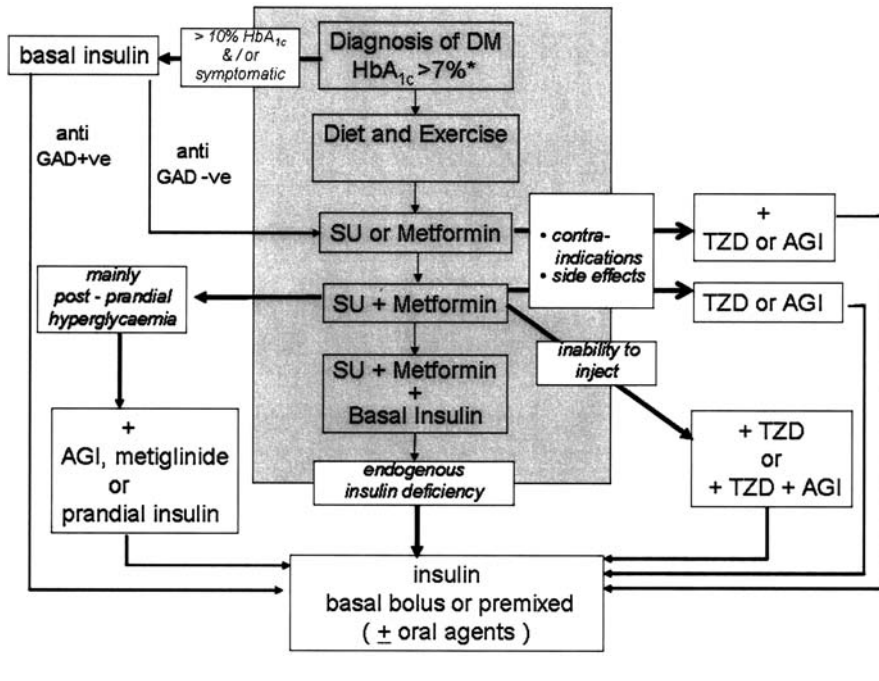 > 10% HbA1c
& / or
symptomatic
Diagnosis of DM
HbA1c >7%*
basal insulin
Diet and Exercise
anti
GAD+ve
anti
GAD -ve
SU or Metformin
• contra-
indications
• side effects
+
TZD or AGI
mainly
post - prandial
hyperglycaemia
SU + Metformin
TZD or AGI
inability to
inject
SU + Metformin
+
Basal Insulin
+
AGI, metiglinide
or
prandial insulin
endogenous
insulin deficiency
+ TZD
or
+ TZD + AGI
insulin
basal bolus or premixed
( ± oral agents )